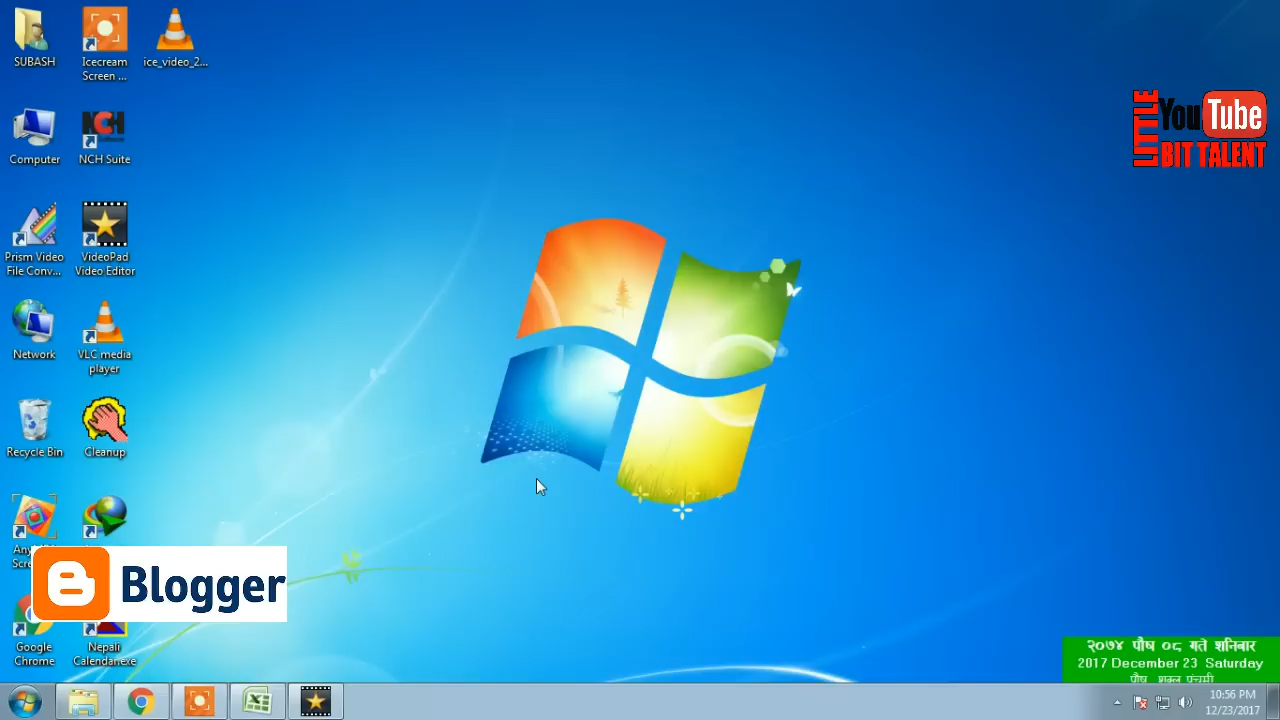 SUBASH
Icecream
Screen ...
ice_video_2...
Computer
NCH
NCH Suite
Prism Video
File Conv...
VideoPad
Video Editor
Network
VLC media
player
Recycle Bin
Cleanup
Blogger
Google
Chrome
Nepali
Calendar.exe
LITTLE
YouTube
BIT TALENT
२०७४ पौष ०८ गते शनिबार
2017 December 23 Saturday
पौष शुक्ल पंचमी
10:56 PM
12/23/2017